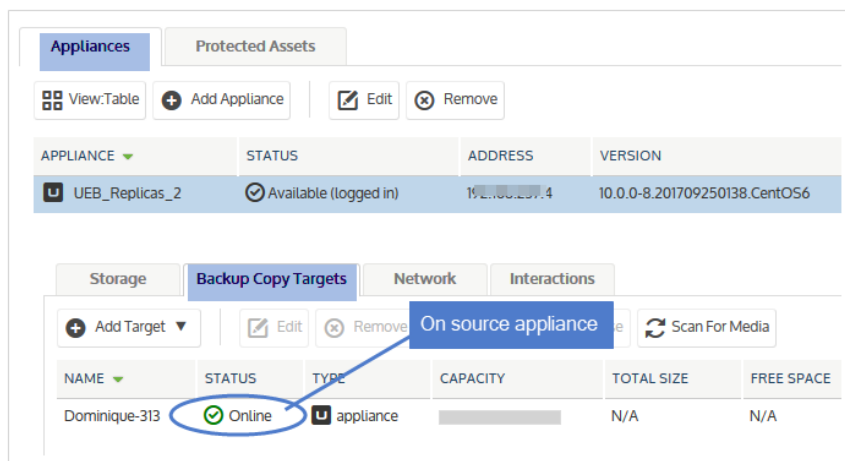 Appliances Protected Assets
View:Table Add Appliance Edit Remove
APPLIANCE STATUS ADDRESS VERSION
UEB_Replicas_2 Available (logged in) 10.0.0-8.201709250138.CentOS6
Storage Backup Copy Targets Network Interactions
Add Target Edit Remove On source appliance Scan For Media
NAME STATUS TYPE CAPACITY TOTAL SIZE FREE SPACE
Dominique-313 Online appliance N/A N/A